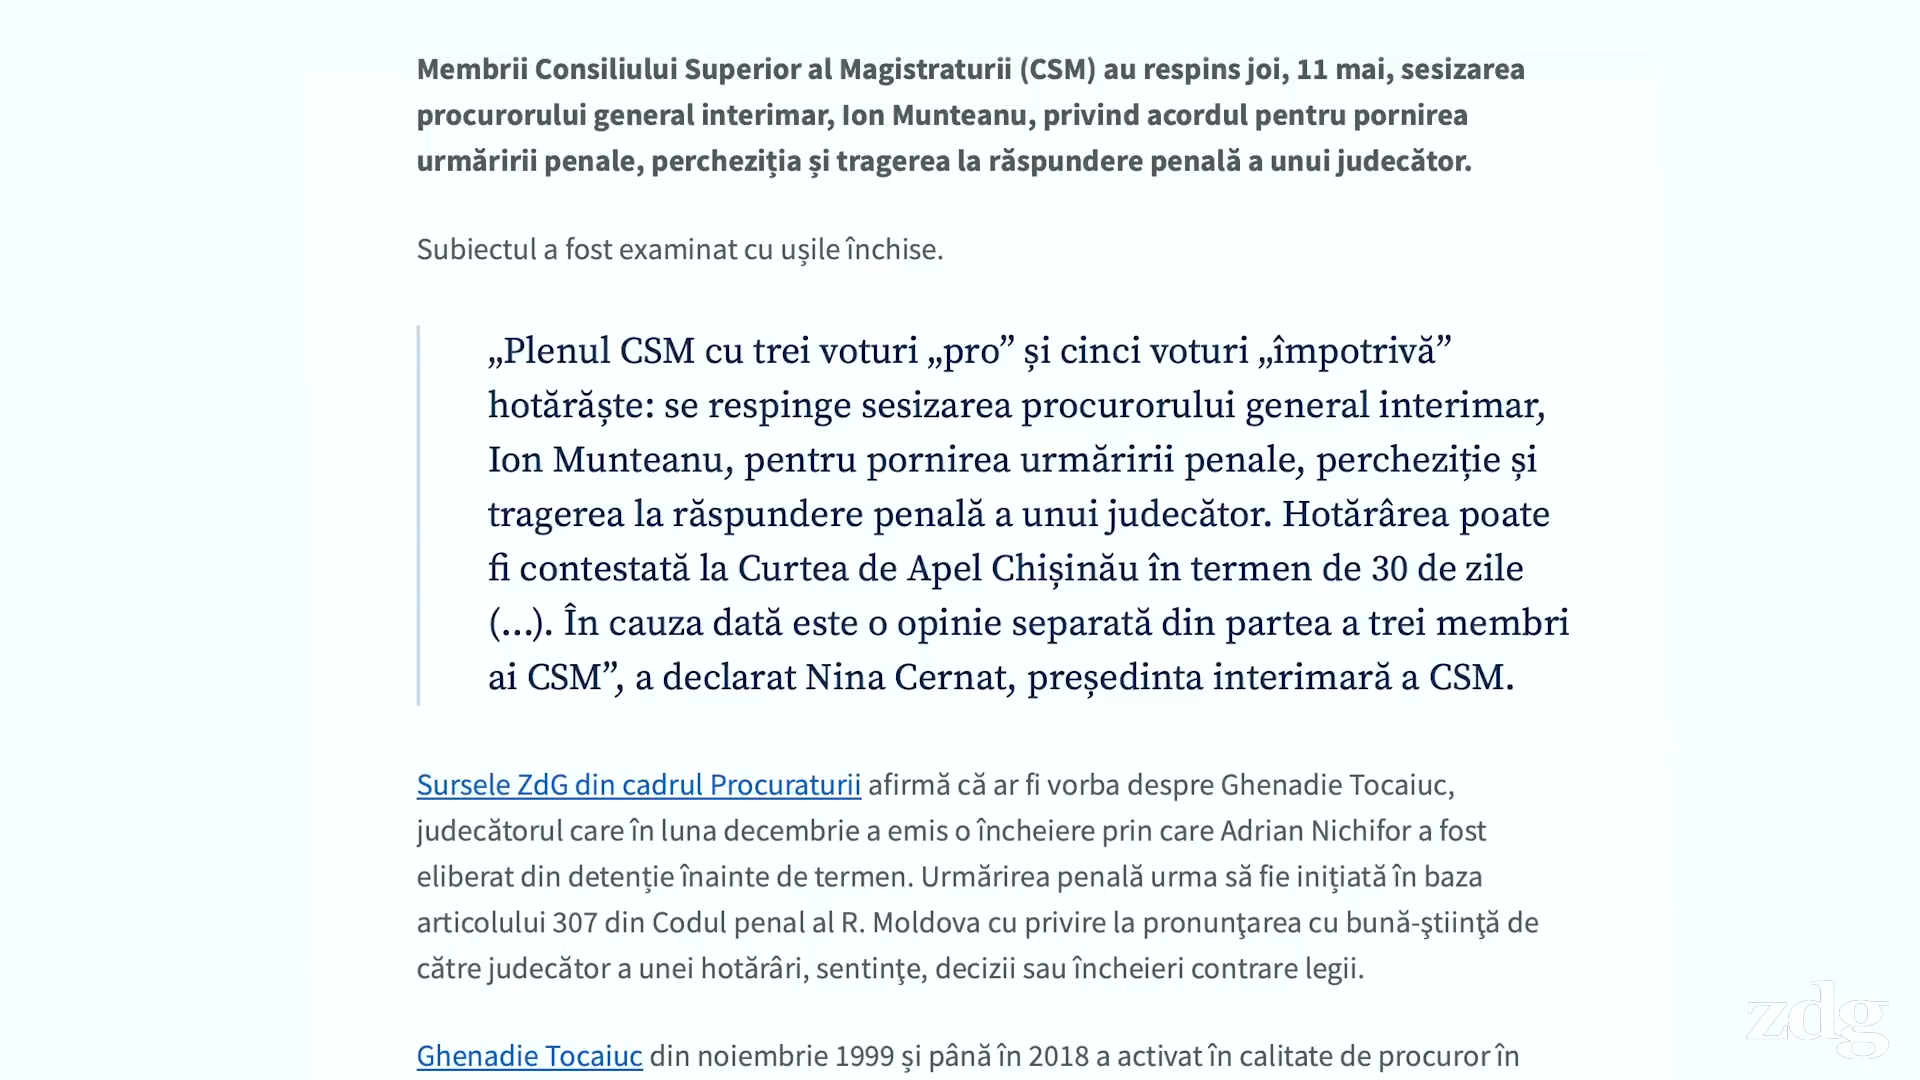 Membrii Consiliului Superior al Magistraturii (CSM) au respins joi, 11 mai, sesizarea
procurorului general interimar, Ion Munteanu, privind acordul pentru pornirea
urmăririi penale, percheziția și tragerea la răspundere penală a unui judecător.
Subiectul a fost examinat cu ușile închise.
„Plenul CSM cu trei voturi „pro” și cinci voturi „împotrivă”
hotărăște: se respinge sesizarea procurorului general interimar,
Ion Munteanu, pentru pornirea urmăririi penale, percheziție și
tragerea la răspundere penală a unui judecător. Hotărârea poate
fi contestată la Curtea de Apel Chișinău în termen de 30 de zile
(…). În cauza dată este o opinie separată din partea a trei membri
ai CSM”, a declarat Nina Cernat, președinta interimară a CSM.
Sursele ZdG din cadrul Procuraturii afirmă că ar fi vorba despre Ghenadie Tocaiuc,
judecătorul care în luna decembrie a emis o încheiere prin care Adrian Nichifor a fost
eliberat din detenție înainte de termen. Urmărirea penală urma să fie inițiată în baza
articolului 307 din Codul penal al R. Moldova cu privire la pronunţarea cu bună-ştiinţă de
către judecător a unei hotărâri, sentinţe, decizii sau încheieri contrare legii.
zdg
Ghenadie Tocaiuc din noiembrie 1999 și până în 2018 a activat în calitate de procuror în